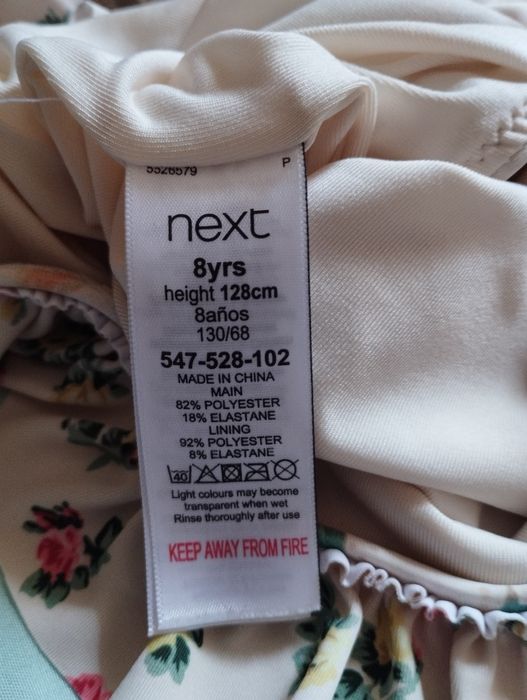 5526579 P
next
8yrs
height 128cm
8años
130/68
547-528-102
MADE IN CHINA
MAIN
82% POLYESTER
18% ELASTANE
LINING
92% POLYESTER
8% ELASTANE
40
Light colours may become
transparent when wet
Rinse thoroughly after use
KEEP AWAY FROM FIRE